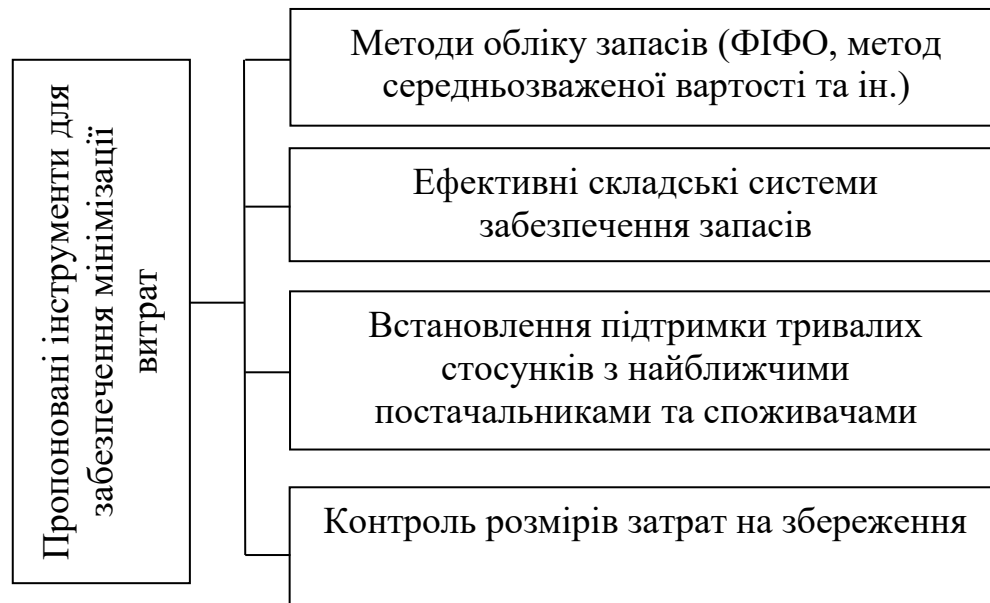 Пропоновані інструменти для
забезпечення мінімізації
витрат
Методи обліку запасів (ФІФО, метод
середньозваженої вартості та ін.)
Ефективні складські системи
забезпечення запасів
Встановлення підтримки тривалих
стосунків з найближчими
постачальниками та споживачами
Контроль розмірів затрат на збереження